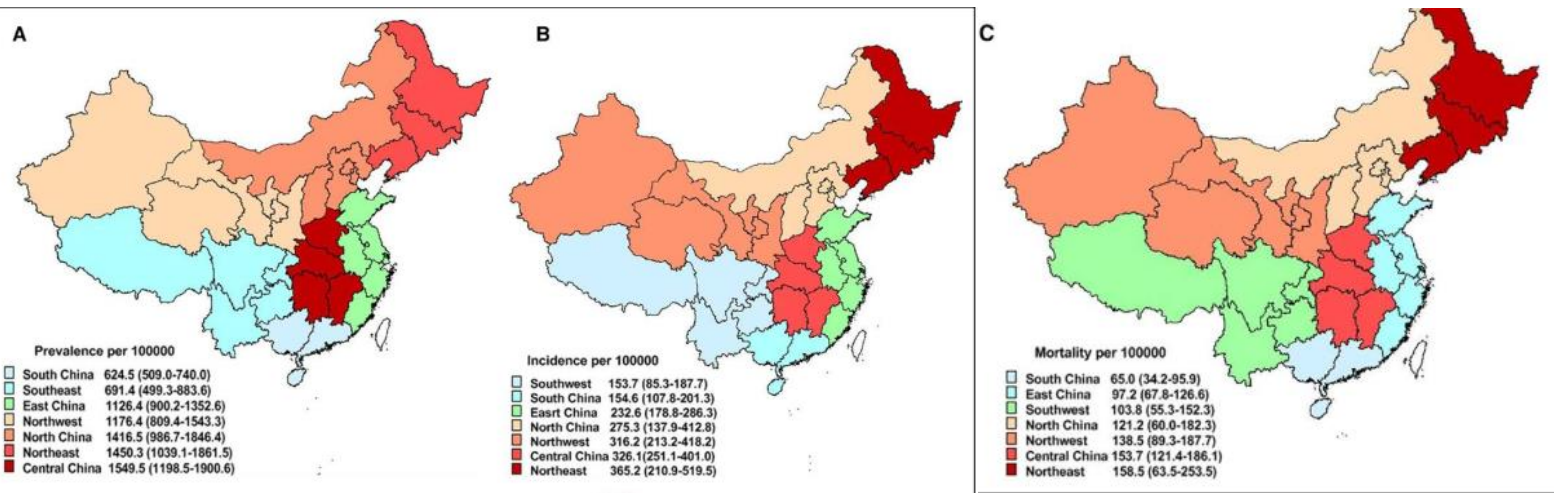 A
Prevalence per 100000
South China 624.5 (509.0-740.0)
Southeast 691.4 (499.3-883.6)
East China 1126.4 (900.2-1352.6)
Northwest 1176.4 (809.4-1543.3)
North China 1416.5 (986.7-1846.4)
Northeast 1450.3 (1039.1-1861.5)
Central China 1549.5 (1198.5-1900.6)
B
Incidence per 100000
Southwest 153.7 (85.3-187.7)
South China 154.6 (107.8-201.3)
Easrt China 232.6 (178.8-286.3)
North China 275.3 (137.9-412.8)
Northwest 316.2 (213.2-418.2)
Central China 326.1(251.1-401.0)
Northeast 365.2 (210.9-519.5)
C
Mortality per 100000
South China 65.0 (34.2-95.9)
East China 97.2 (67.8-126.6)
Southwest 103.8 (55.3-152.3)
North China 121.2 (60.0-182.3)
Northwest 138.5 (89.3-187.7)
Central China 153.7 (121.4-186.1)
Northeast 158.5 (63.5-253.5)